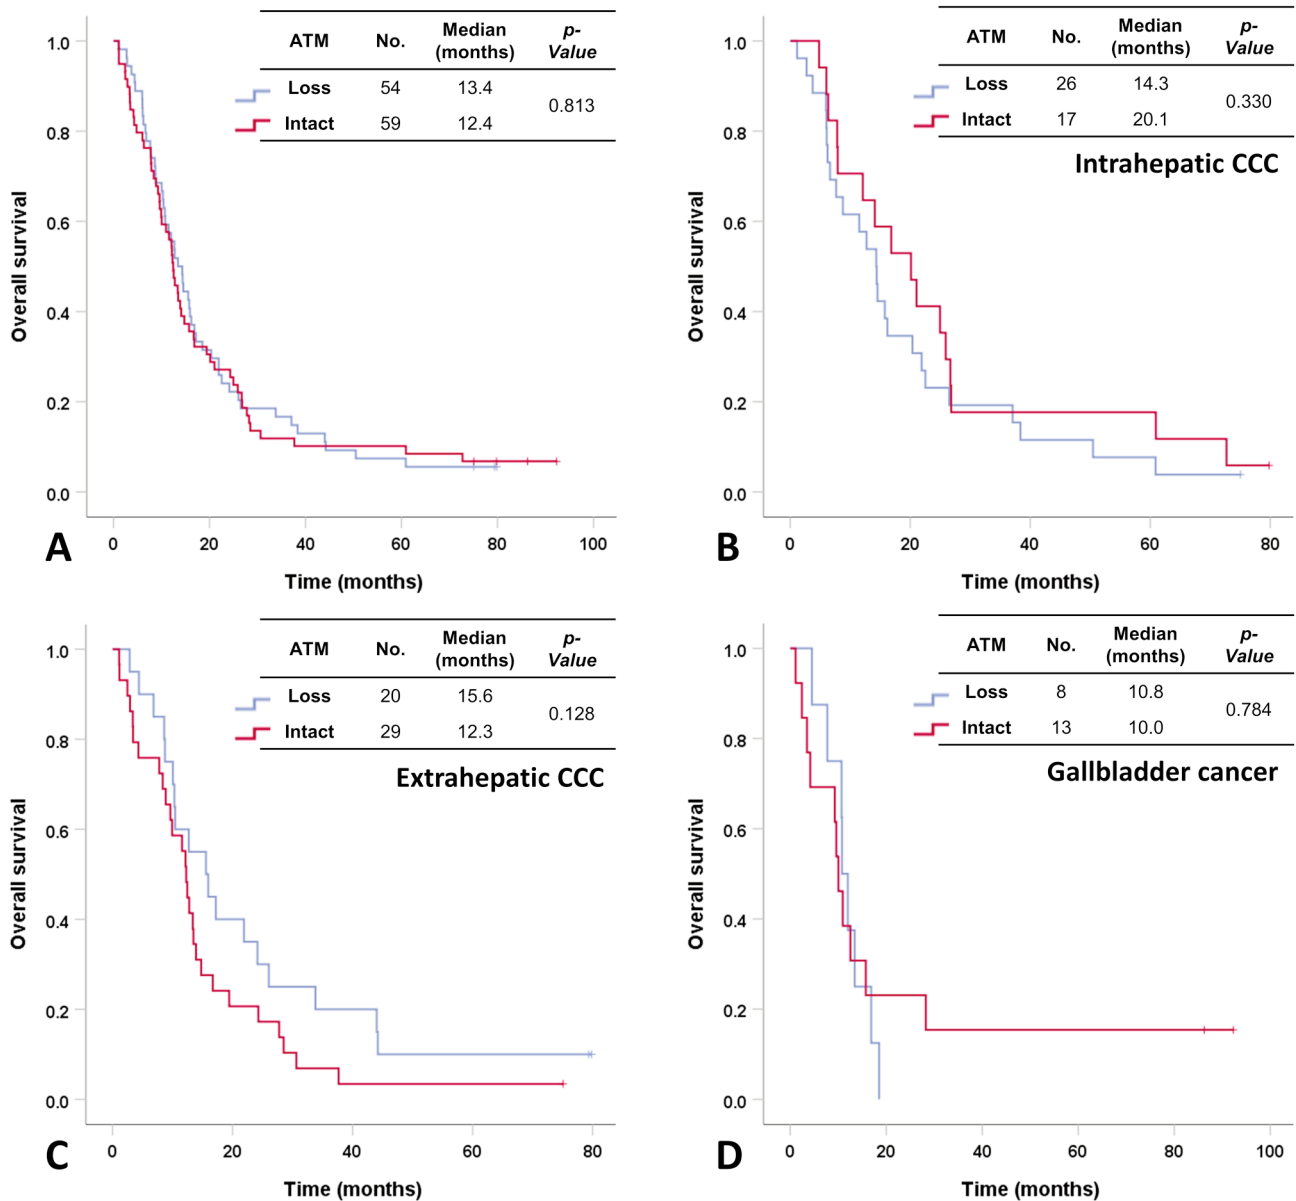 ATM No. Median (months) p-Value
Loss 54 13.4 0.813
Intact 59 12.4
1.0
0.8
0.6
0.4
0.2
0.0
Overall survival
0 20 40 60 80 100
Time (months)
A
ATM No. Median (months) p-Value
Loss 26 14.3 0.330
Intact 17 20.1
Intrahepatic CCC
1.0
0.8
0.6
0.4
0.2
0.0
Overall survival
0 20 40 60 80
Time (months)
B
ATM No. Median (months) p-Value
Loss 20 15.6 0.128
Intact 29 12.3
Extrahepatic CCC
1.0
0.8
0.6
0.4
0.2
0.0
Overall survival
0 20 40 60 80
Time (months)
C
ATM No. Median (months) p-Value
Loss 8 10.8 0.784
Intact 13 10.0
Gallbladder cancer
1.0
0.8
0.6
0.4
0.2
0.0
Overall survival
0 20 40 60 80 100
Time (months)
D